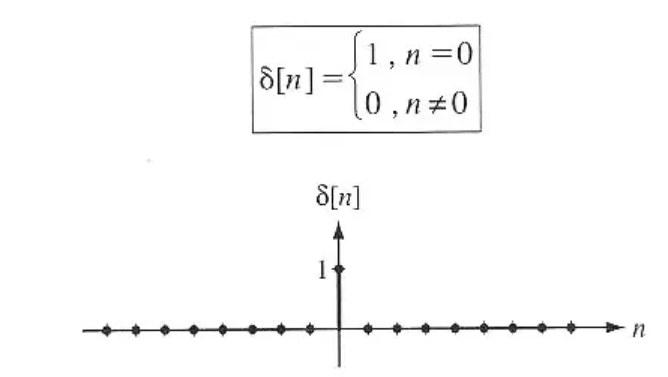 δ[n] = { 1 , n = 0
0 , n ≠ 0
δ[n]
1
n